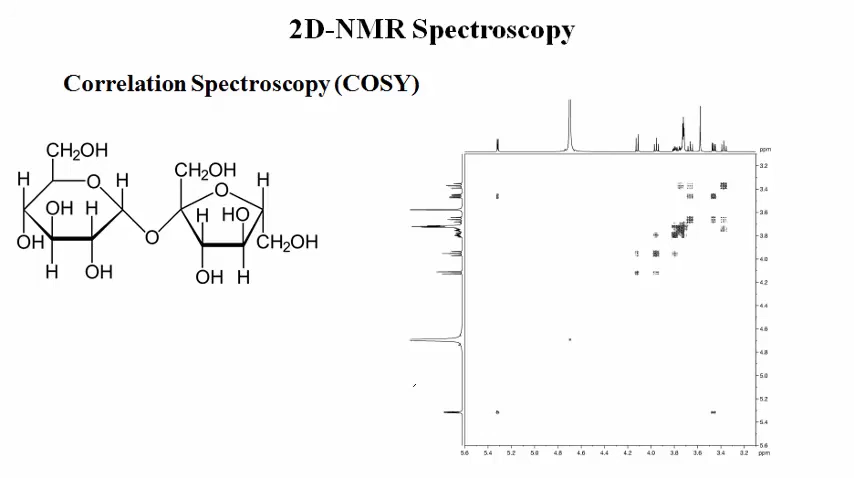 2D-NMR Spectroscopy
Correlation Spectroscopy (COSY)
CH₂OH
H O H
OH H
OH
H OH
O
CH₂OH
O H
H HO
CH₂OH
OH H
ppm
3.2
3.4
3.6
3.8
4.0
4.2
4.4
4.6
4.8
5.0
5.2
5.4
5.6
5.6 5.4 5.2 5.0 4.8 4.6 4.4 4.2 4.0 3.8 3.6 3.4 3.2 ppm